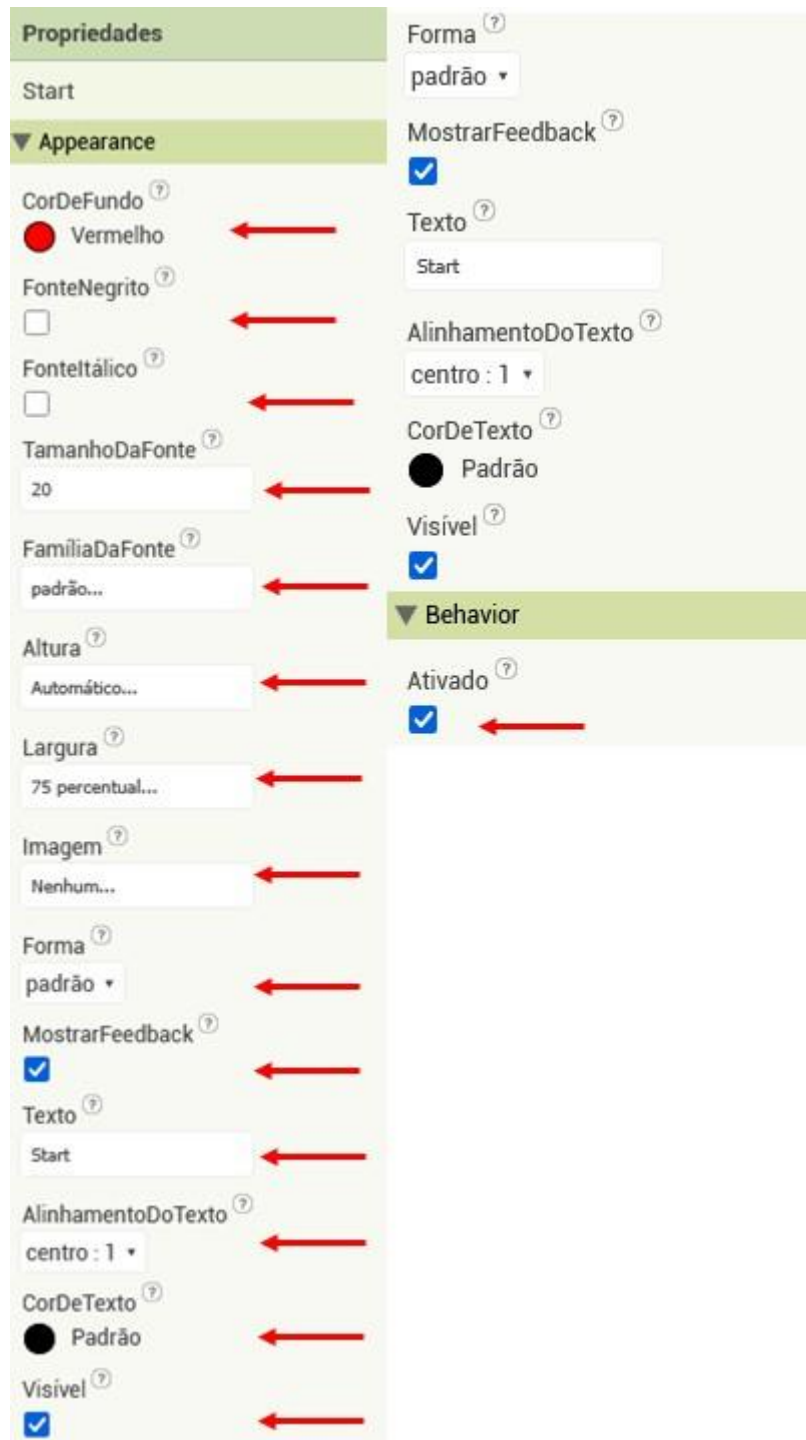 Propriedades
Start
Appearance
CorDeFundo
Vermelho
FonteNegrito
FonteItálico
TamanhoDaFonte
20
FamíliaDaFonte
padrão...
Altura
Automático...
Largura
75 percentual...
Imagem
Nenhum...
Forma
padrão
MostrarFeedback
Texto
Start
AlinhamentoDoTexto
centro : 1
CorDeTexto
Padrão
Visível
Forma
padrão
MostrarFeedback
Texto
Start
AlinhamentoDoTexto
centro : 1
CorDeTexto
Padrão
Visível
Behavior
Ativado